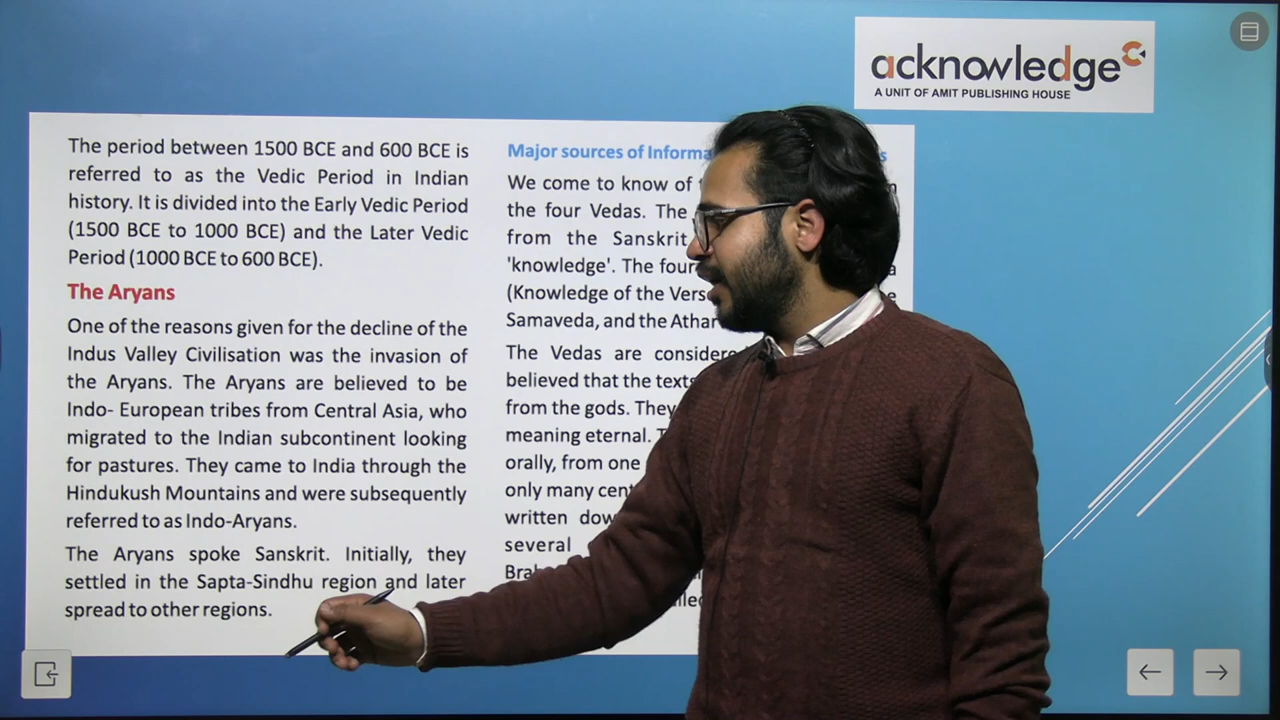 acknowledge
A UNIT OF AMIT PUBLISHING HOUSE
The period between 1500 BCE and 600 BCE is
referred to as the Vedic Period in Indian
history. It is divided into the Early Vedic Period
(1500 BCE to 1000 BCE) and the Later Vedic
Period (1000 BCE to 600 BCE).
The Aryans
One of the reasons given for the decline of the
Indus Valley Civilisation was the invasion of
the Aryans. The Aryans are believed to be
Indo- European tribes from Central Asia, who
migrated to the Indian subcontinent looking
for pastures. They came to India through the
Hindukush Mountains and were subsequently
referred to as Indo-Aryans.
The Aryans spoke Sanskrit. Initially, they
settled in the Sapta-Sindhu region and later
spread to other regions.
Major sources of
We come to know of
the four Vedas. The
from the Sanskrit
'knowledge'. The four
(Knowledge of the
Samaveda, and the
The Vedas are
believed that the texts
from the gods. They
meaning eternal.
orally, from one
only many
written
several